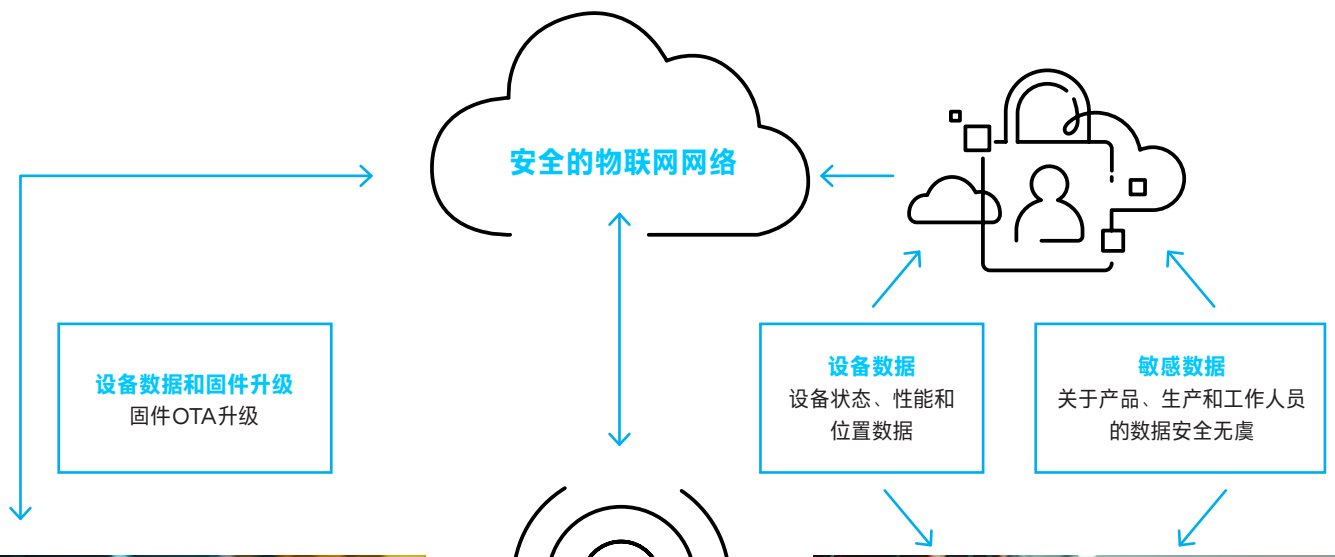 安全的物联网网络
设备数据和固件升级
固件OTA升级
设备数据
设备状态、性能和
位置数据
敏感数据
关于产品、生产和工作人员
的数据安全无虞